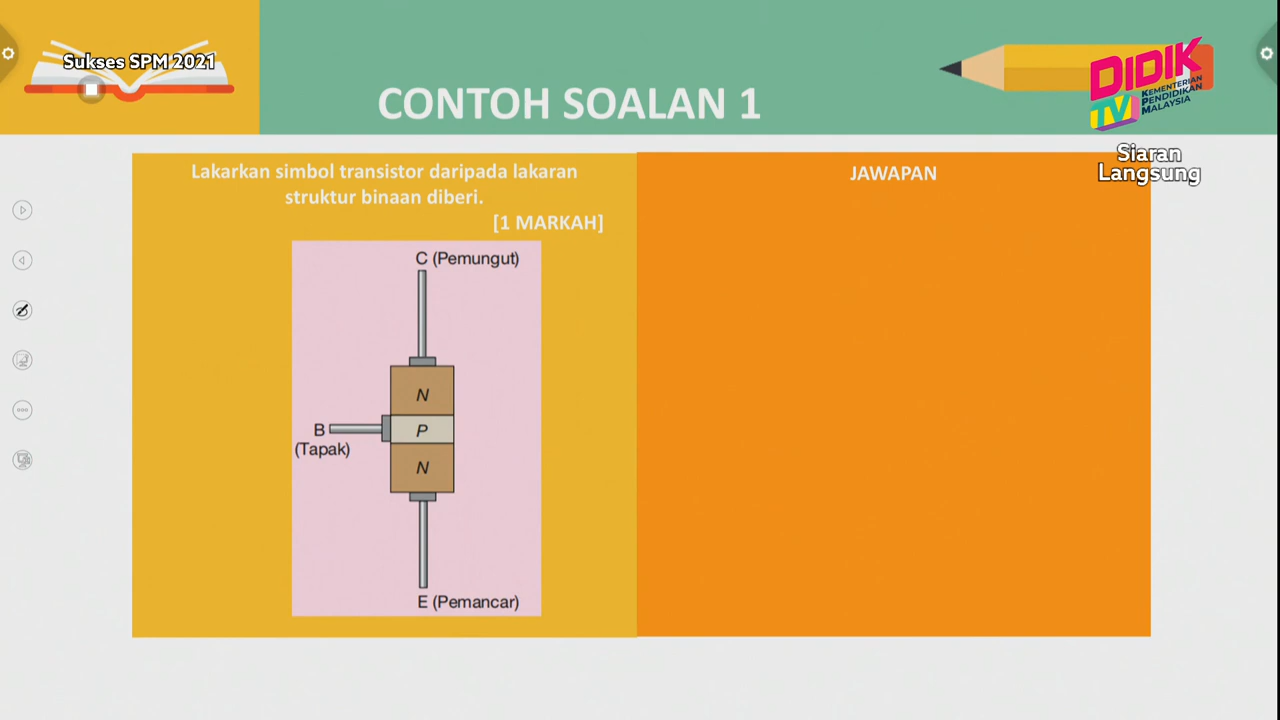 Sukses SPM 2021
CONTOH SOALAN 1
DIDIK
TV
KEMENTERIAN
PENDIDIKAN
MALAYSIA
Siaran
Langsung
Lakarkan simbol transistor daripada lakaran
struktur binaan diberi.
[1 MARKAH]
C (Pemungut)
N
B
P
(Tapak)
N
E (Pemancar)
JAWAPAN